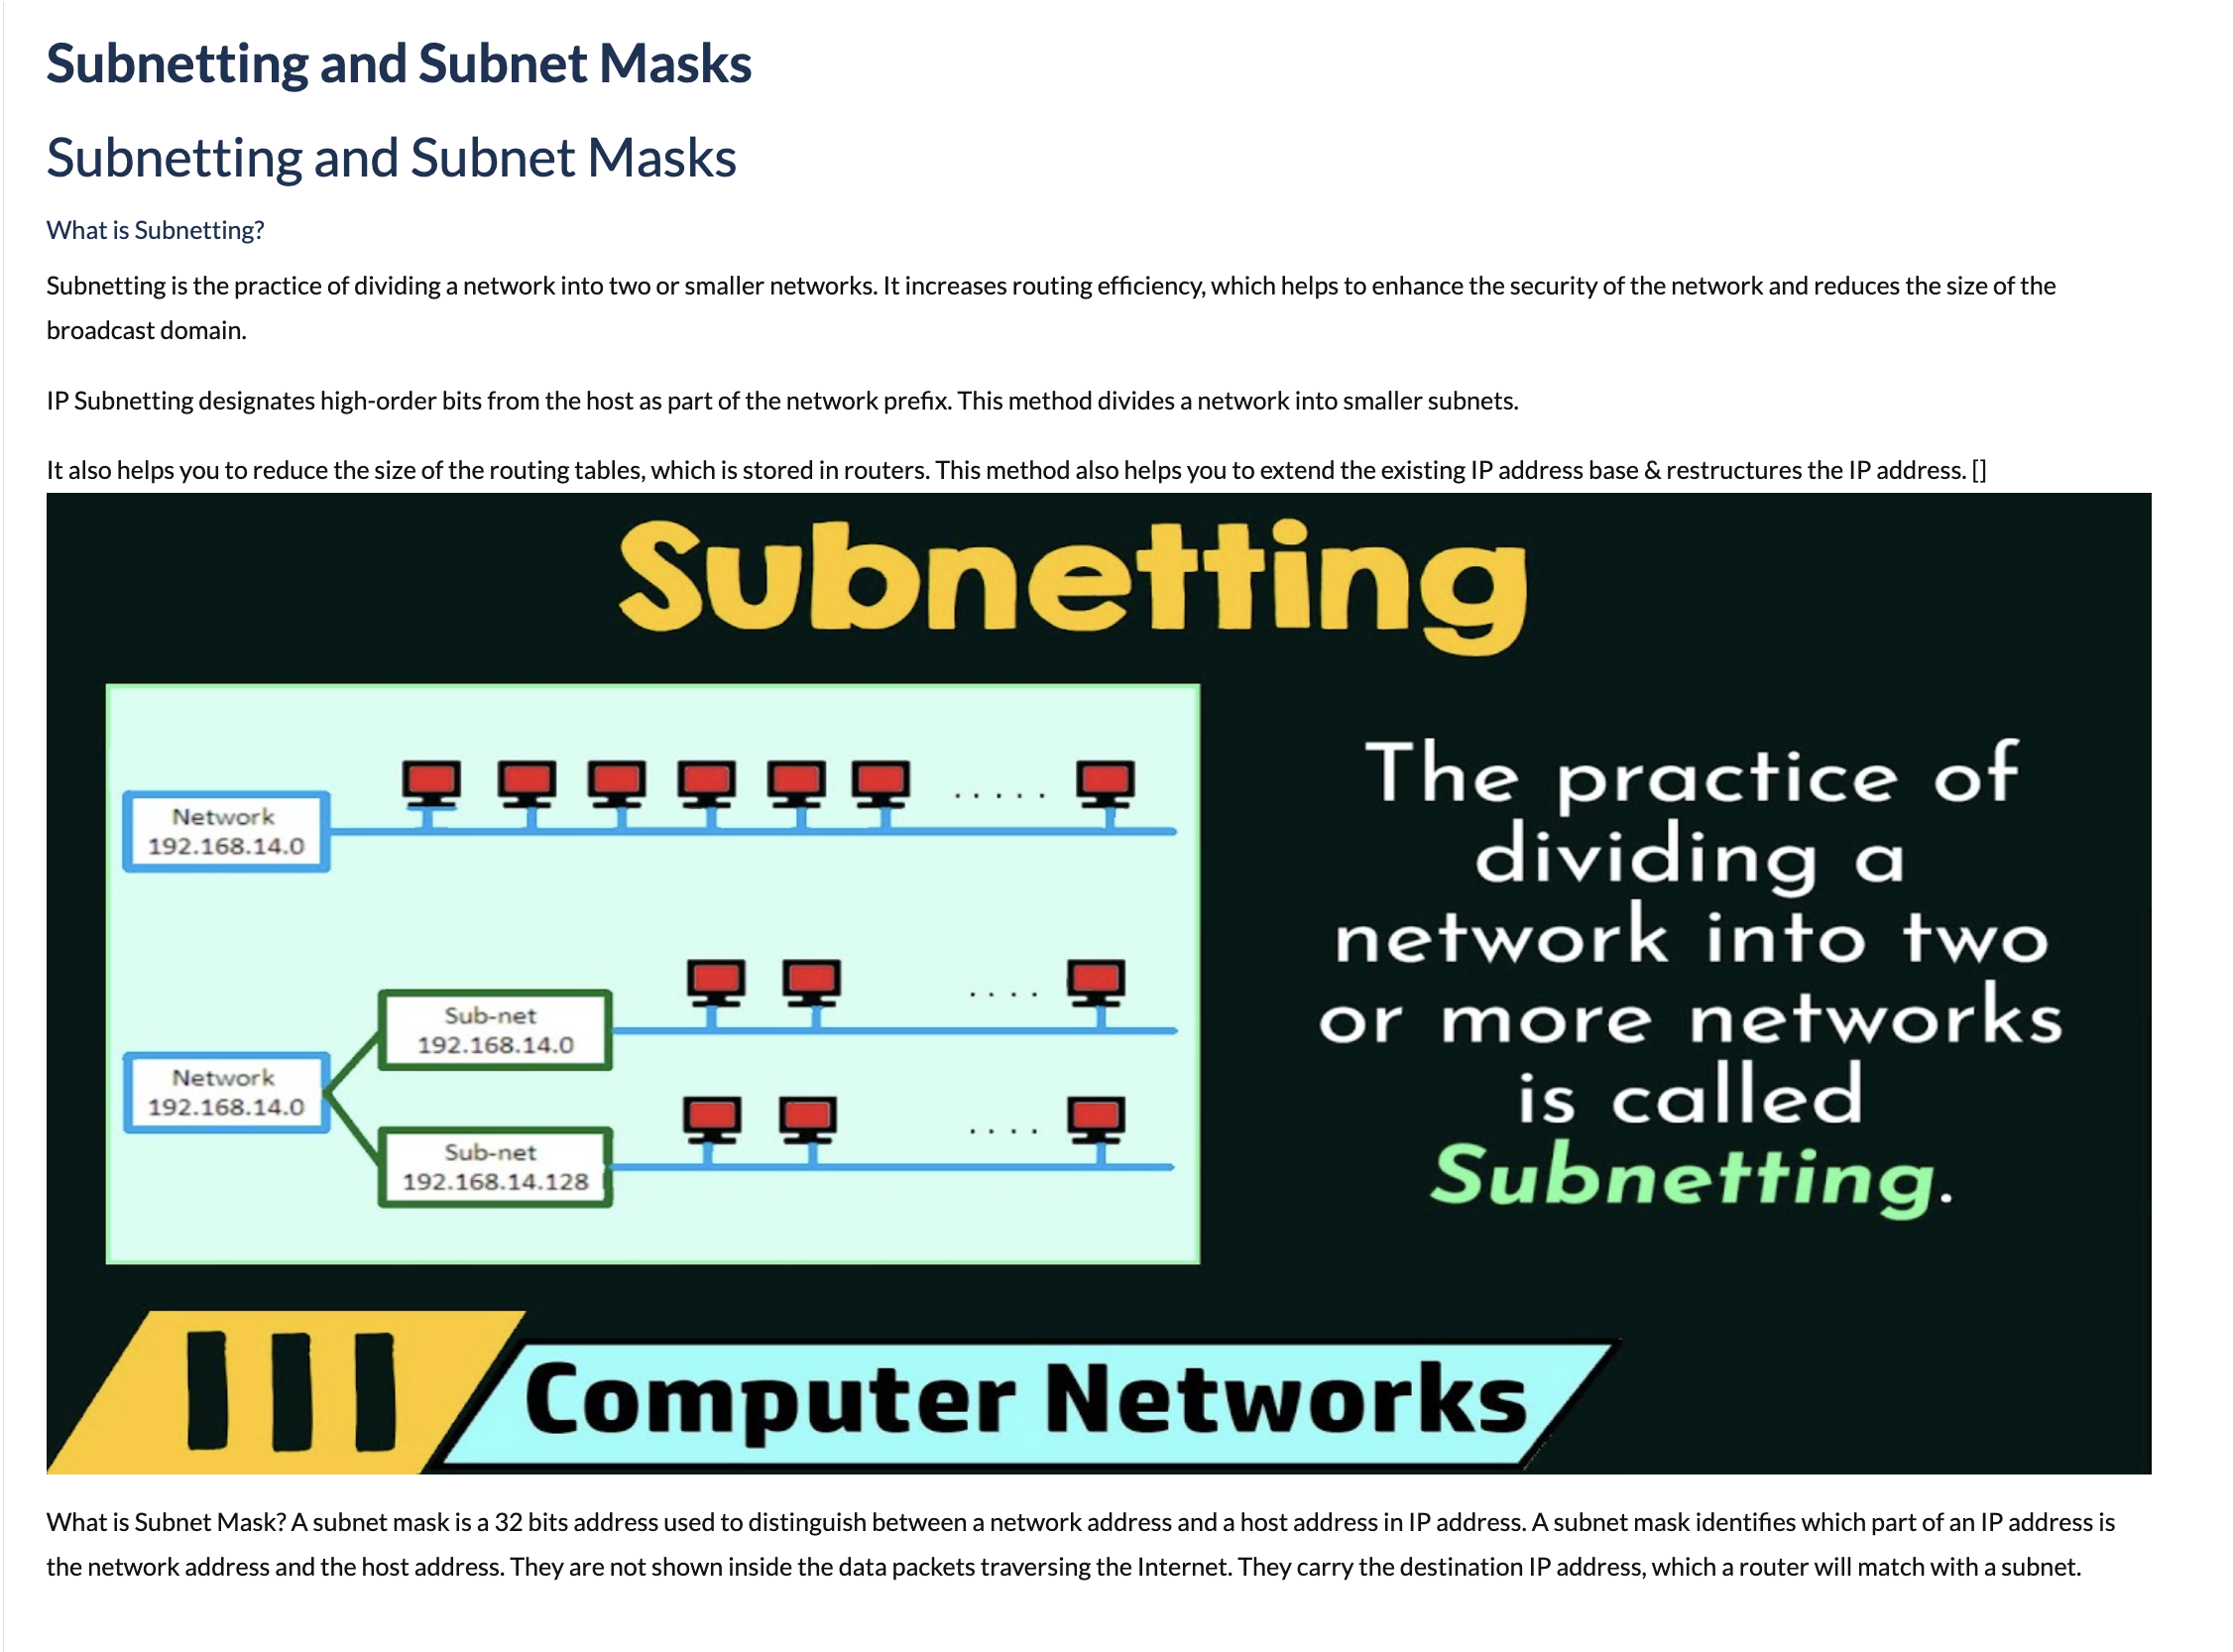 Subnetting and Subnet Masks
Subnetting and Subnet Masks
What is Subnetting?
Subnetting is the practice of dividing a network into two or smaller networks. It increases routing efficiency, which helps to enhance the security of the network and reduces the size of the
broadcast domain.
IP Subnetting designates high-order bits from the host as part of the network prefix. This method divides a network into smaller subnets.
It also helps you to reduce the size of the routing tables, which is stored in routers. This method also helps you to extend the existing IP address base & restructures the IP address. []
Subnetting
Network
192.168.14.0
.....
Sub-net
192.168.14.0
....
Network
192.168.14.0
Sub-net
192.168.14.128
....
The practice of
dividing a
network into two
or more networks
is called
Subnetting.
III
Computer Networks
What is Subnet Mask? A subnet mask is a 32 bits address used to distinguish between a network address and a host address in IP address. A subnet mask identifies which part of an IP address is
the network address and the host address. They are not shown inside the data packets traversing the Internet. They carry the destination IP address, which a router will match with a subnet.